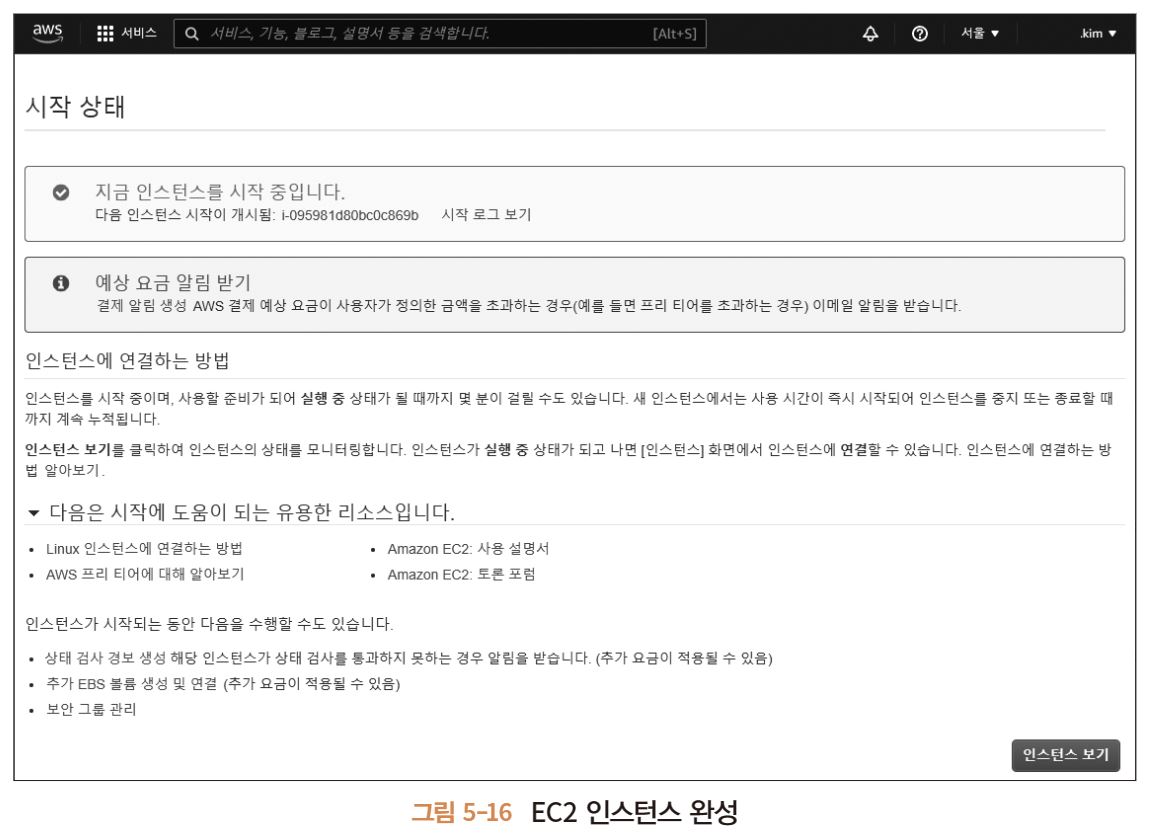 aws 서비스 서비스, 기능, 블로그, 설명서 등을 검색합니다. [Alt+S] 서울 ▼ .kim ▼
시작 상태
지금 인스턴스를 시작 중입니다.
다음 인스턴스 시작이 개시됨: i-095981d80bc0c869b 시작 로그 보기
예상 요금 알림 받기
결제 알림 생성 AWS 결제 예상 요금이 사용자가 정의한 금액을 초과하는 경우(예를 들면 프리 티어를 초과하는 경우) 이메일 알림을 받습니다.
인스턴스에 연결하는 방법
인스턴스를 시작 중이며, 사용할 준비가 되어 실행 중 상태가 될 때까지 몇 분이 걸릴 수도 있습니다. 새 인스턴스에서는 사용 시간이 즉시 시작되어 인스턴스를 중지 또는 종료할 때
까지 계속 누적됩니다.
인스턴스 보기를 클릭하여 인스턴스의 상태를 모니터링합니다. 인스턴스가 실행 중 상태가 되고 나면 [인스턴스] 화면에서 인스턴스에 연결할 수 있습니다. 인스턴스에 연결하는 방
법 알아보기.
▼ 다음은 시작에 도움이 되는 유용한 리소스입니다.
• Linux 인스턴스에 연결하는 방법 • Amazon EC2: 사용 설명서
• AWS 프리 티어에 대해 알아보기 • Amazon EC2: 토론 포럼
인스턴스가 시작되는 동안 다음을 수행할 수도 있습니다.
• 상태 검사 경보 생성 해당 인스턴스가 상태 검사를 통과하지 못하는 경우 알림을 받습니다. (추가 요금이 적용될 수 있음)
• 추가 EBS 볼륨 생성 및 연결 (추가 요금이 적용될 수 있음)
• 보안 그룹 관리
인스턴스 보기
그림 5-16 EC2 인스턴스 완성